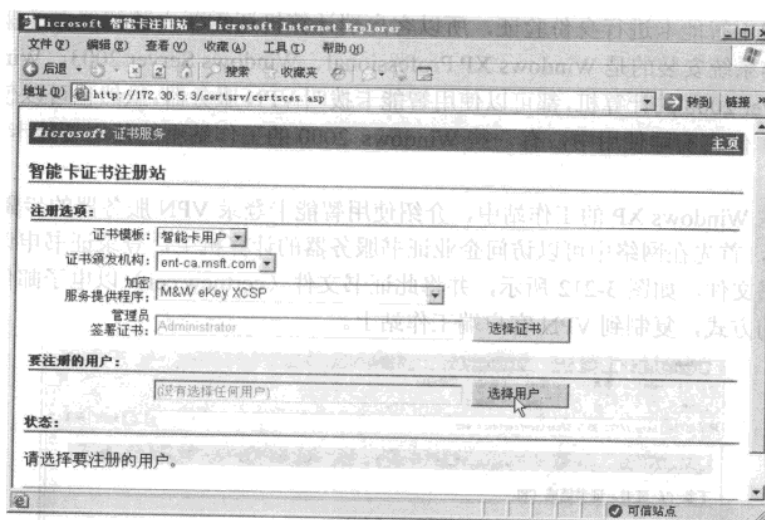 Microsoft 智能卡注册站 - Microsoft Internet Explorer
文件(F) 编辑(E) 查看(V) 收藏(A) 工具(T) 帮助(H)
后退 搜索 收藏夹
地址(D) http://172.30.5.3/certsrv/certsces.asp 转到 链接 »
Microsoft 证书服务 主页
智能卡证书注册站
注册选项:
证书模板: 智能卡用户
证书颁发机构: ent-ca.msft.com
加密
服务提供程序: M&W eKey XCSP
管理员
签署证书: Administrator 选择证书...
要注册的用户:
(没有选择任何用户) 选择用户...
状态:
请选择要注册的用户。
可信站点